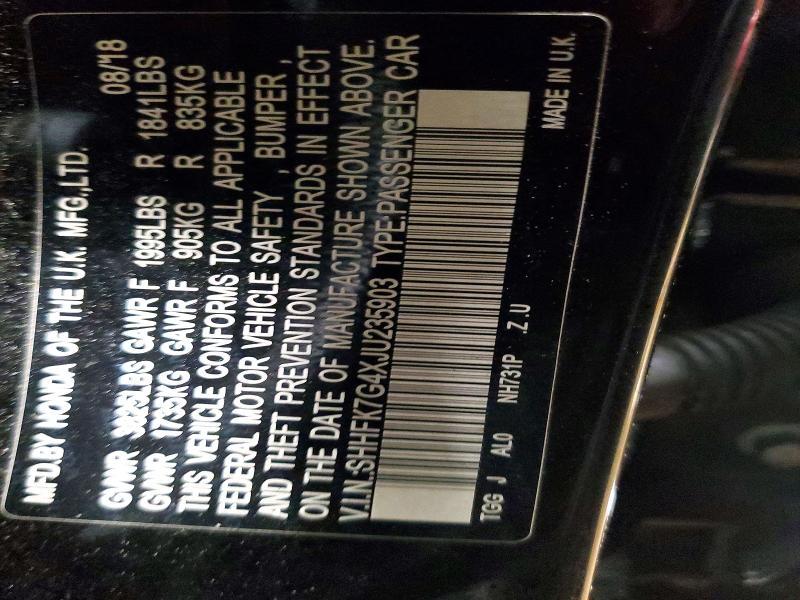 MFD.BY HONDA OF THE U.K. MFG.,LTD. 08/'18
GVWR 3825LBS GAWR F 1995LBS R 1841LBS
GVWR 1735KG GAWR F 905KG R 835KG
THIS VEHICLE CONFORMS TO ALL APPLICABLE
FEDERAL MOTOR VEHICLE SAFETY , BUMPER ,
AND THEFT PREVENTION STANDARDS IN EFFECT
ON THE DATE OF MANUFACTURE SHOWN ABOVE.
V.I.N.:SHHFK7G4XJU235903 TYPE:PASSENGER CAR
TGG J AL0 NH731P .Z .U
MADE IN U.K.